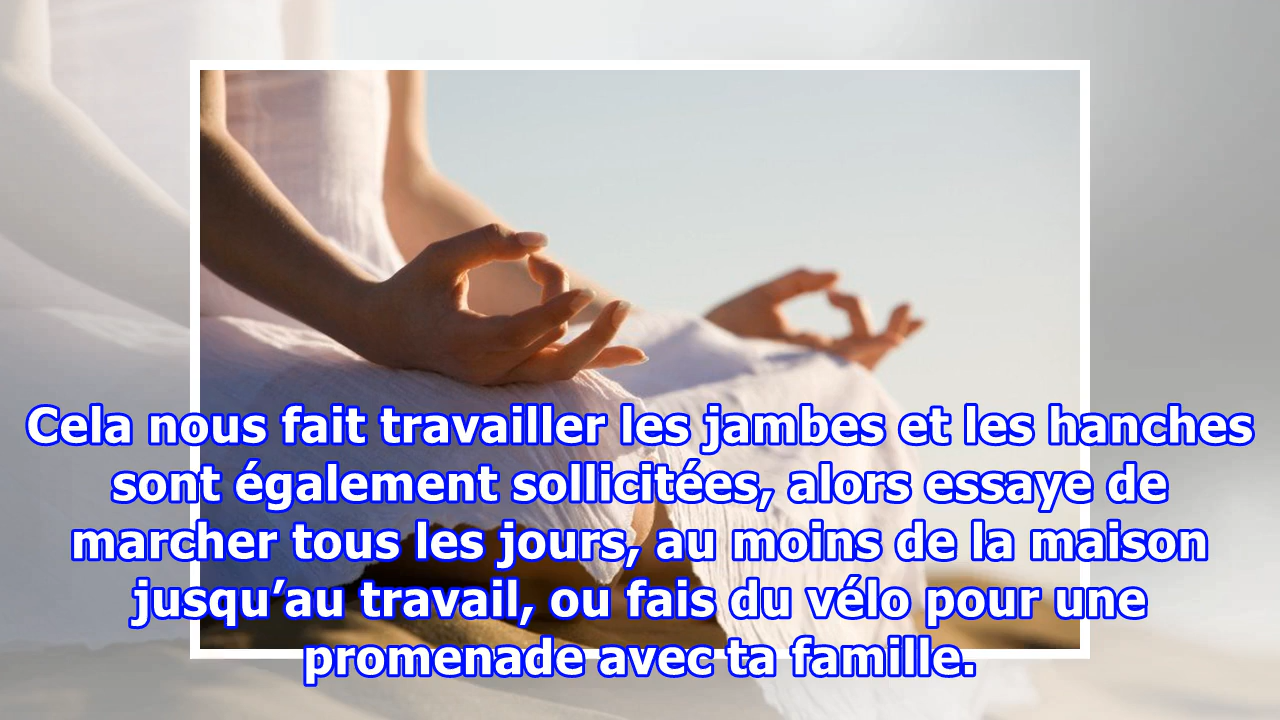 Cela nous fait travailler les jambes et les hanches
sont également sollicitées, alors essaye de
marcher tous les jours, au moins de la maison
jusqu’au travail, ou fais du vélo pour une
promenade avec ta famille.